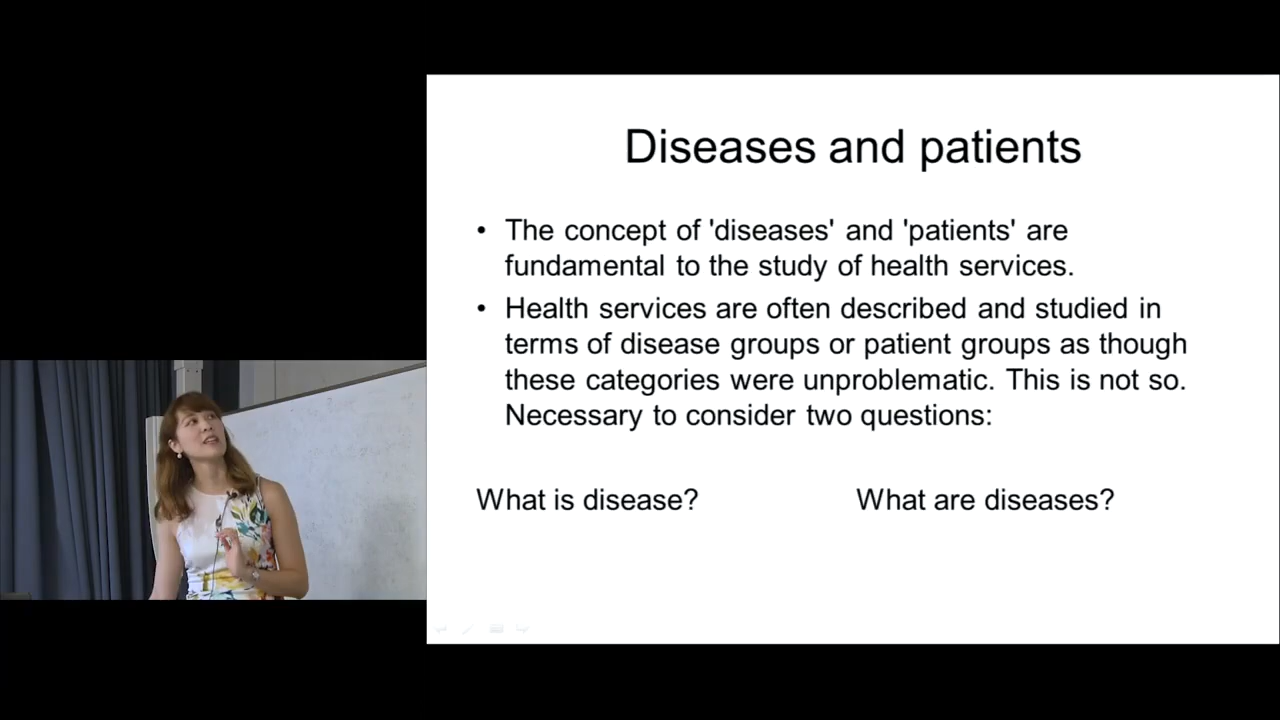 Diseases and patients
• The concept of 'diseases' and 'patients' are
fundamental to the study of health services.
• Health services are often described and studied in
terms of disease groups or patient groups as though
these categories were unproblematic. This is not so.
Necessary to consider two questions:
What is disease? What are diseases?